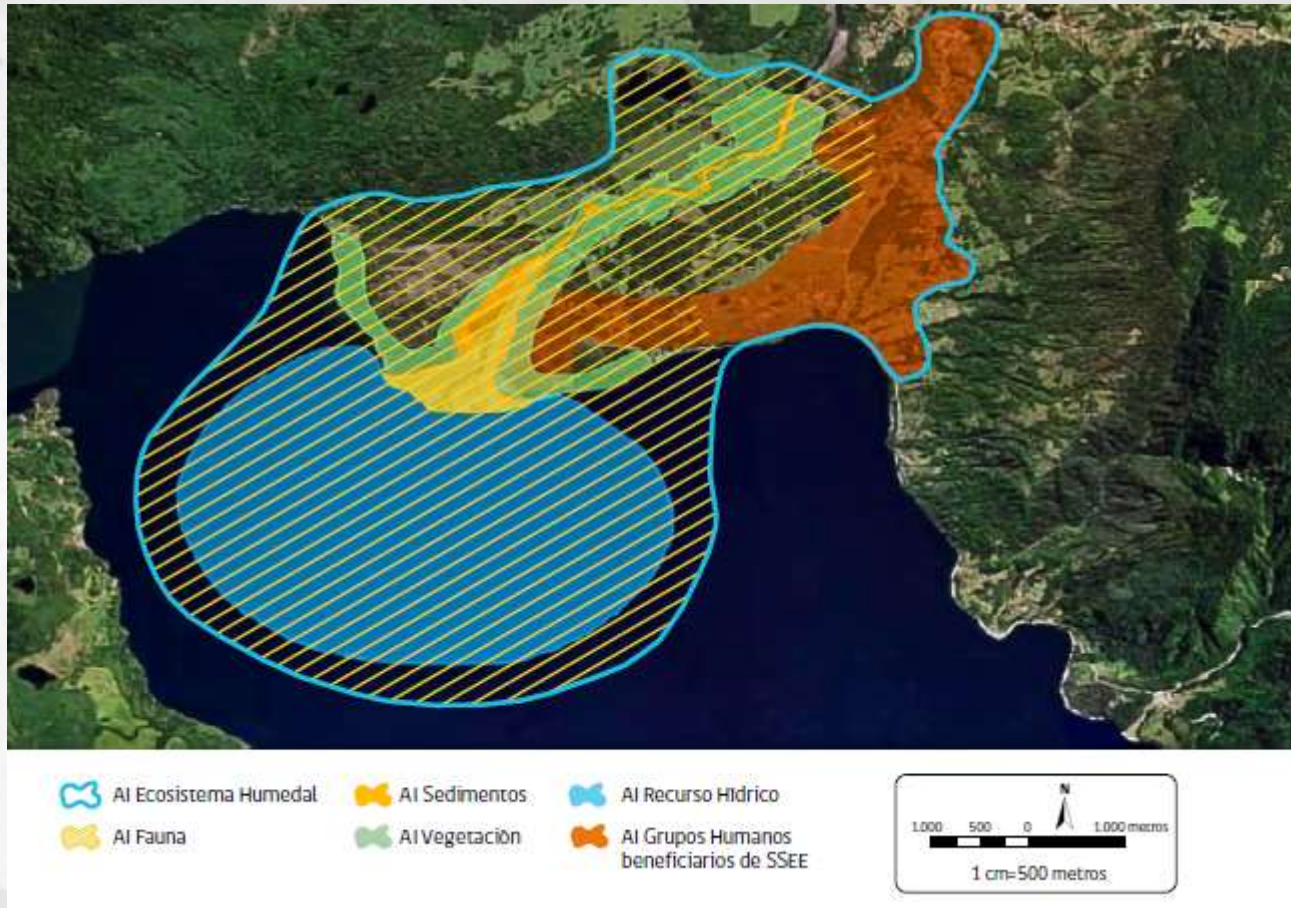 AI Ecosistema Humedal
AI Sedimentos
AI Recurso Hídrico
AI Fauna
AI Vegetación
AI Grupos Humanos
beneficiarios de SSEE
N
1.000 500 0 1.000 metros
1 cm=500 metros